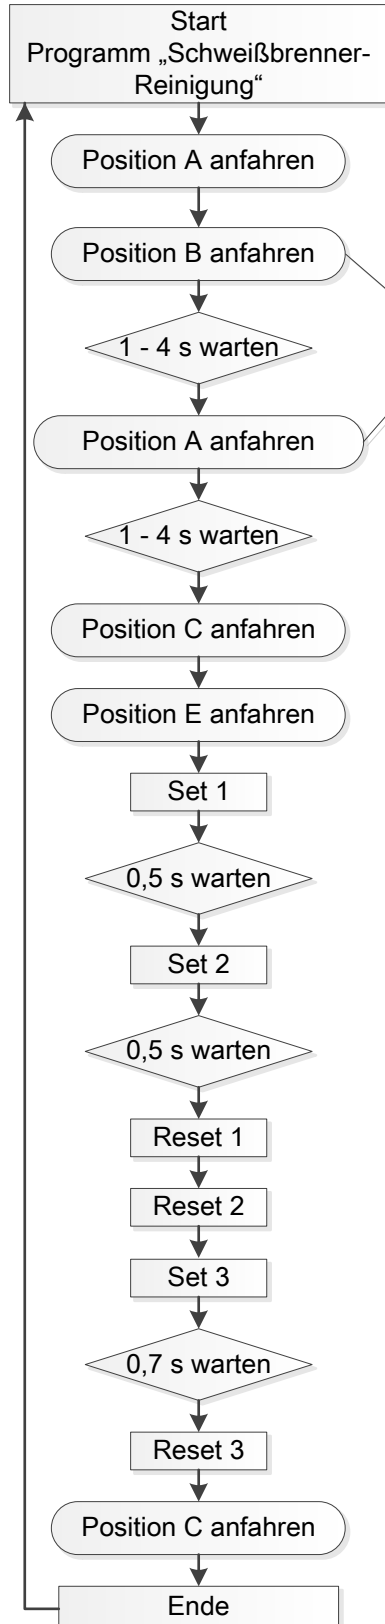 Start
Programm „Schweißbrenner-
Reinigung“
Position A anfahren
Position B anfahren
1 - 4 s warten
Position A anfahren
1 - 4 s warten
Position C anfahren
Position E anfahren
Set 1
0,5 s warten
Set 2
0,5 s warten
Reset 1
Reset 2
Set 3
0,7 s warten
Reset 3
Position C anfahren
Ende